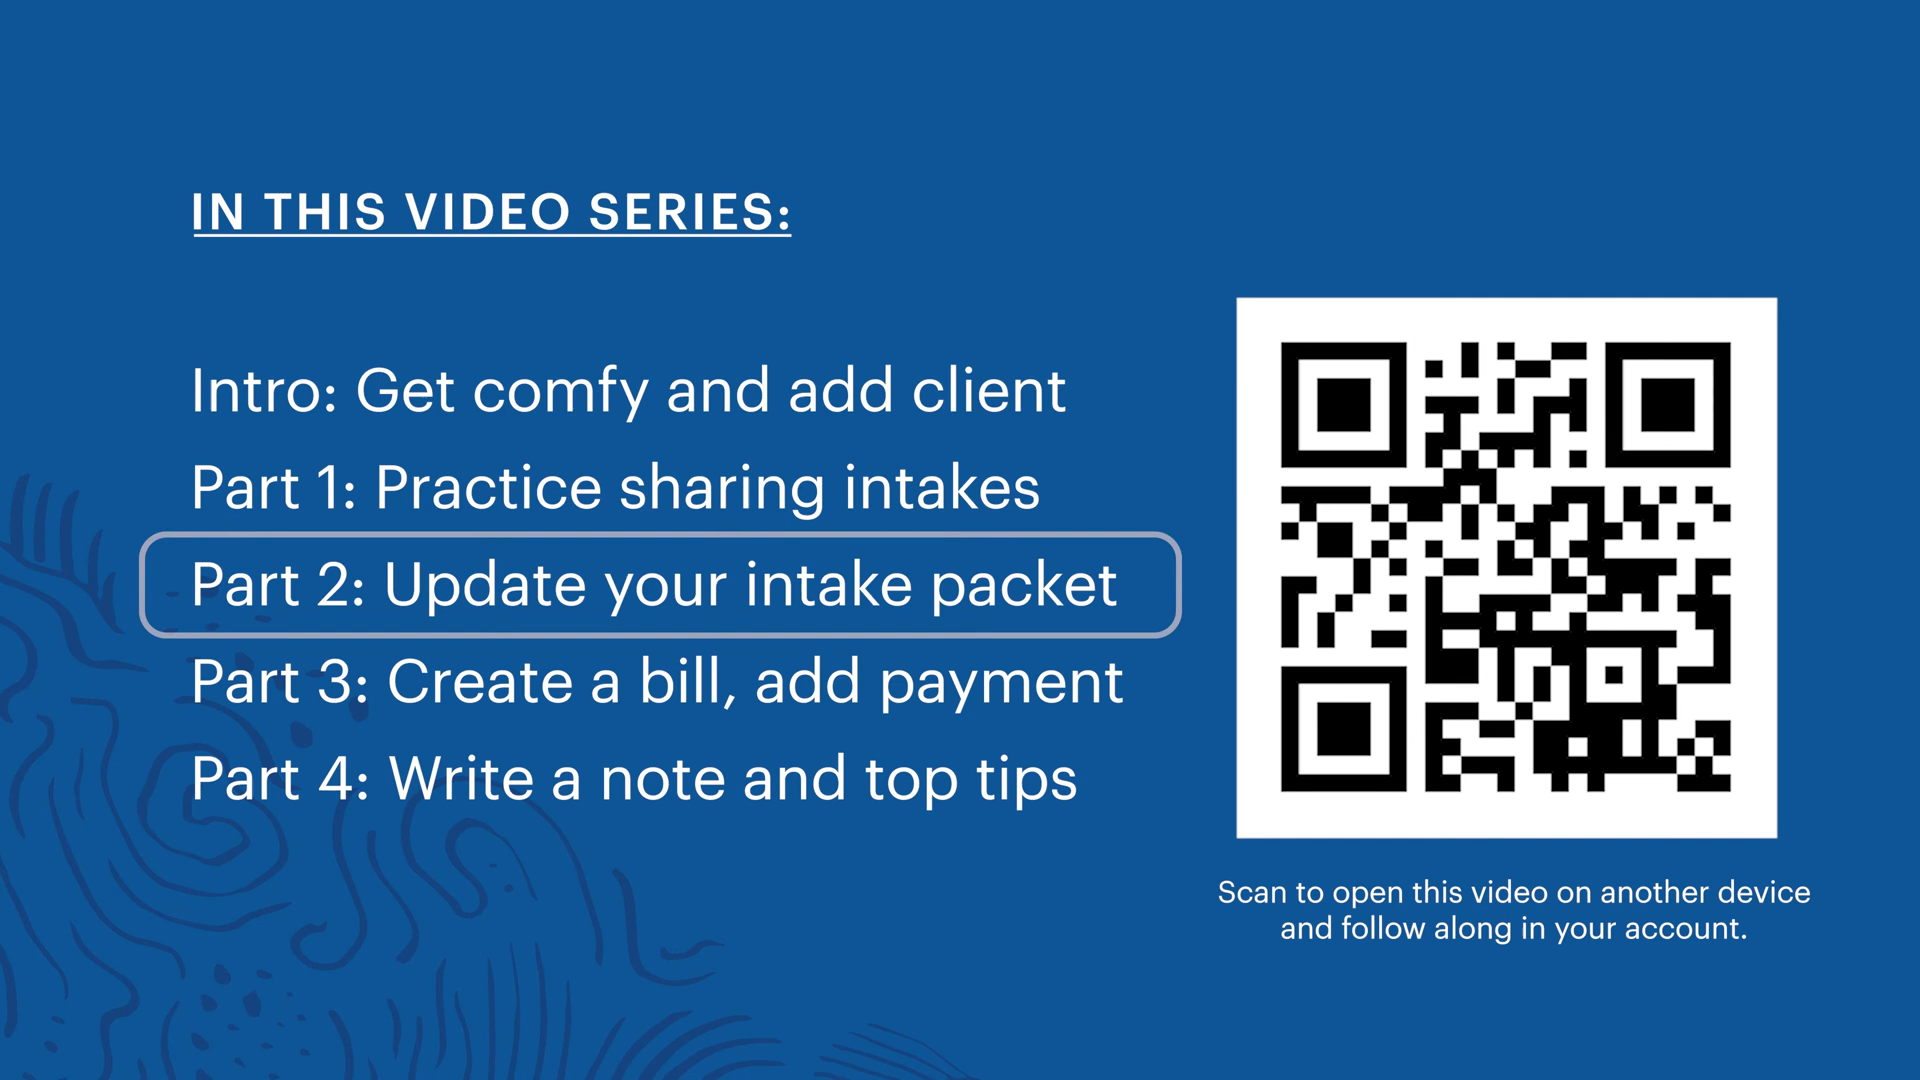 IN THIS VIDEO SERIES:
Intro: Get comfy and add client
Part 1: Practice sharing intakes
Part 2: Update your intake packet
Part 3: Create a bill, add payment
Part 4: Write a note and top tips
Scan to open this video on another device
and follow along in your account.